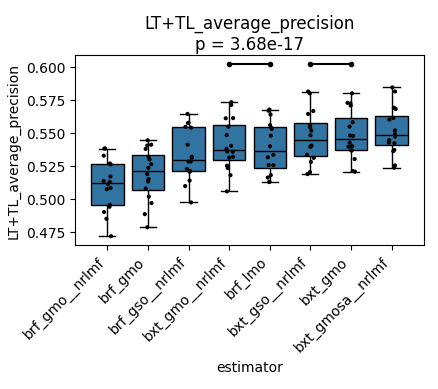 LT+TL_average_precision
p = 3.68e-17
LT+TL_average_precision
0.600
0.575
0.550
0.525
0.500
0.475
brf_gmo__nrlmf
brf_gmo
brf_gso__nrlmf
bxt_gmo__nrlmf
brf_lmo
bxt_gso__nrlmf
bxt_gmo
bxt_gmosa__nrlmf
estimator